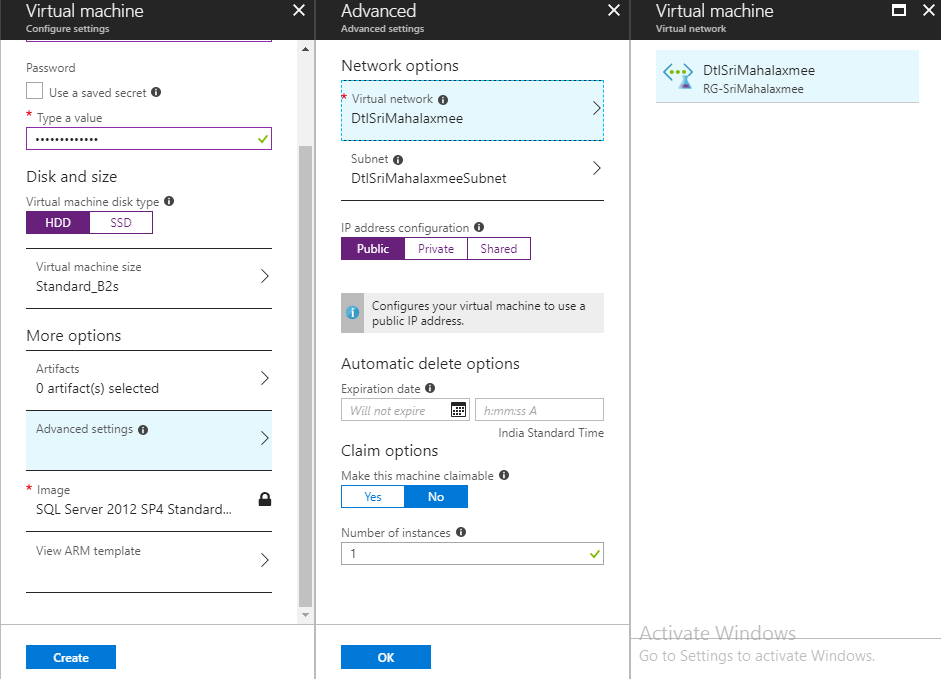 Virtual machine
Configure settings
Password
Use a saved secret
* Type a value
•••••••••••••
Disk and size
Virtual machine disk type
HDD SSD
Virtual machine size
Standard_B2s
More options
Artifacts
0 artifact(s) selected
Advanced settings
* Image
SQL Server 2012 SP4 Standard...
View ARM template
Create
Advanced
Advanced settings
Network options
* Virtual network
DtlSriMahalaxmee
Subnet
DtlSriMahalaxmeeSubnet
IP address configuration
Public Private Shared
Configures your virtual machine to use a
public IP address.
Automatic delete options
Expiration date
Will not expire h:mm:ss A
India Standard Time
Claim options
Make this machine claimable
Yes No
Number of instances
1
OK
Virtual machine
Virtual network
DtlSriMahalaxmee
RG-SriMahalaxmee
Activate Windows
Go to Settings to activate Windows.